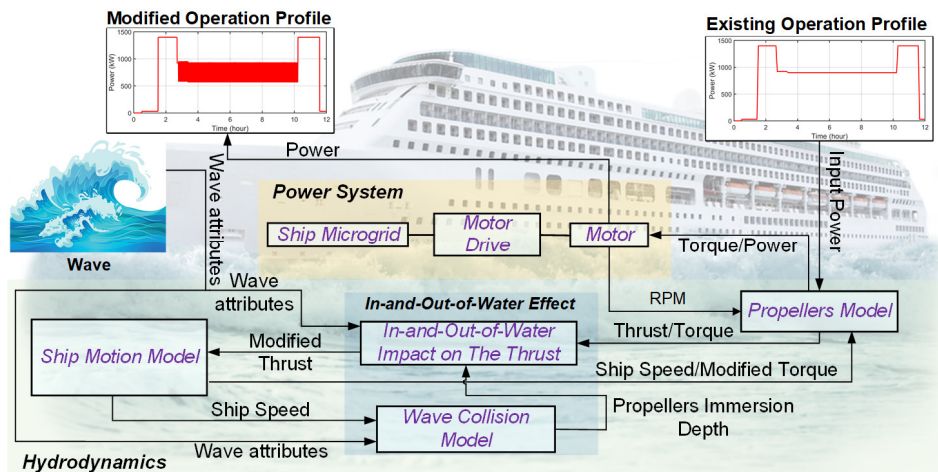 Modified Operation Profile
Existing Operation Profile
1500
1000
500
0
Power (kW)
0 2 4 6 8 10 12
Time (hour)
1500
1000
500
0
Power (kW)
0 2 4 6 8 10 12
Time (hour)
Power
Wave attributes
Input Power
Power System
Ship Microgrid
Motor
Drive
Motor
Torque/Power
Wave
Wave
attributes
In-and-Out-of-Water Effect
RPM
Propellers Model
In-and-Out-of-Water
Impact on The Thrust
Thrust/Torque
Ship Motion Model
Modified
Thrust
Ship Speed/Modified Torque
Ship Speed
Wave Collision
Model
Propellers Immersion
Depth
Wave attributes
Hydrodynamics